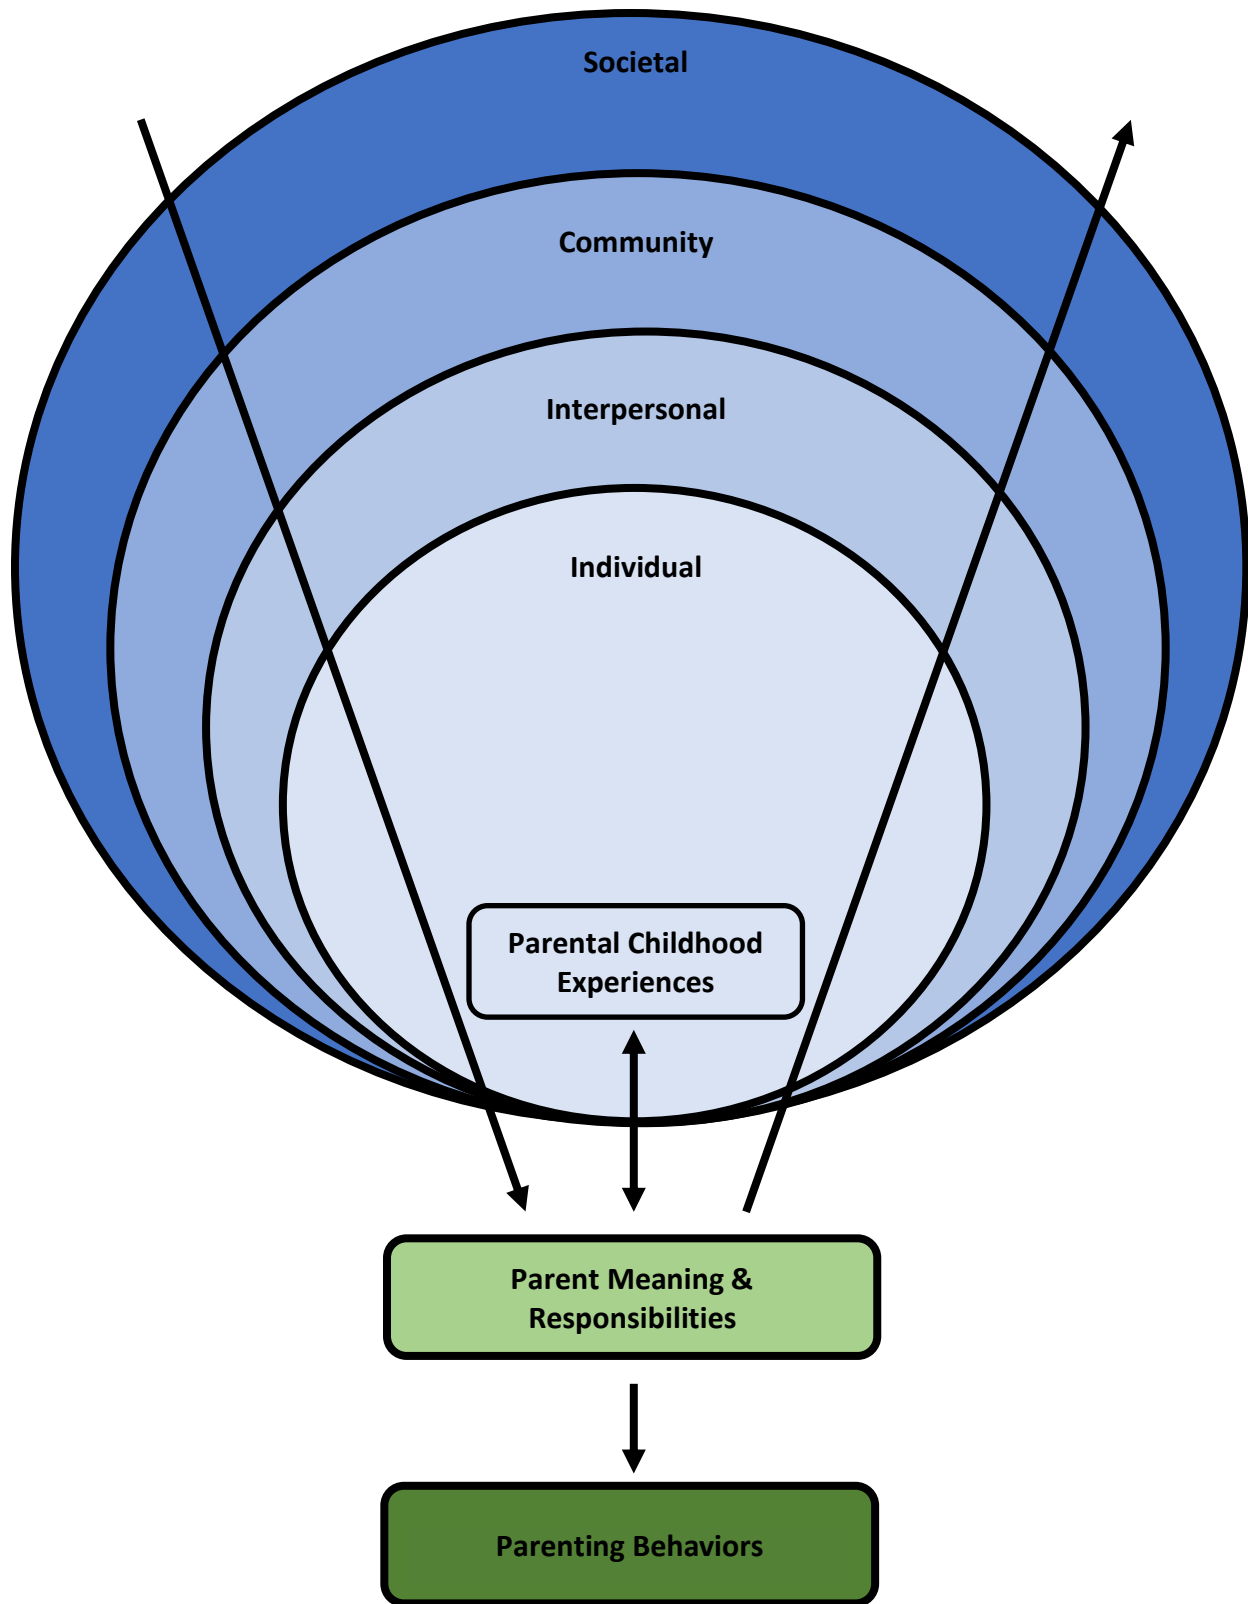 Societal
Community
Interpersonal
Individual
Parental Childhood
Experiences
Parent Meaning &
Responsibilities
Parenting Behaviors